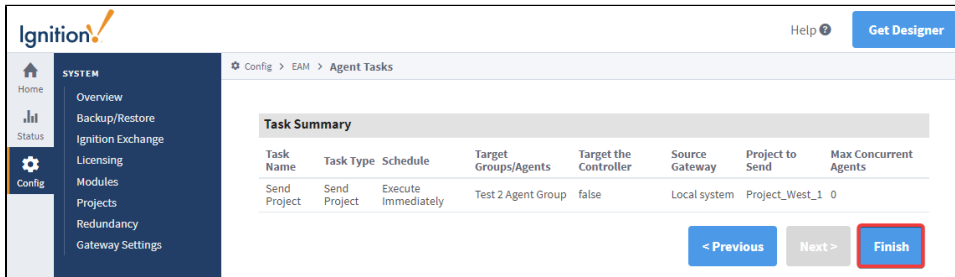 Ignition!
Help ?
Get Designer
Home
Status
Config
SYSTEM
Overview
Backup/Restore
Ignition Exchange
Licensing
Modules
Projects
Redundancy
Gateway Settings
Config > EAM > Agent Tasks
Task Summary
Task Name Task Type Schedule Target Groups/Agents Target the Controller Source Gateway Project to Send Max Concurrent Agents
Send Project Send Project Execute Immediately Test 2 Agent Group false Local system Project_West_1 0
< Previous Next > Finish